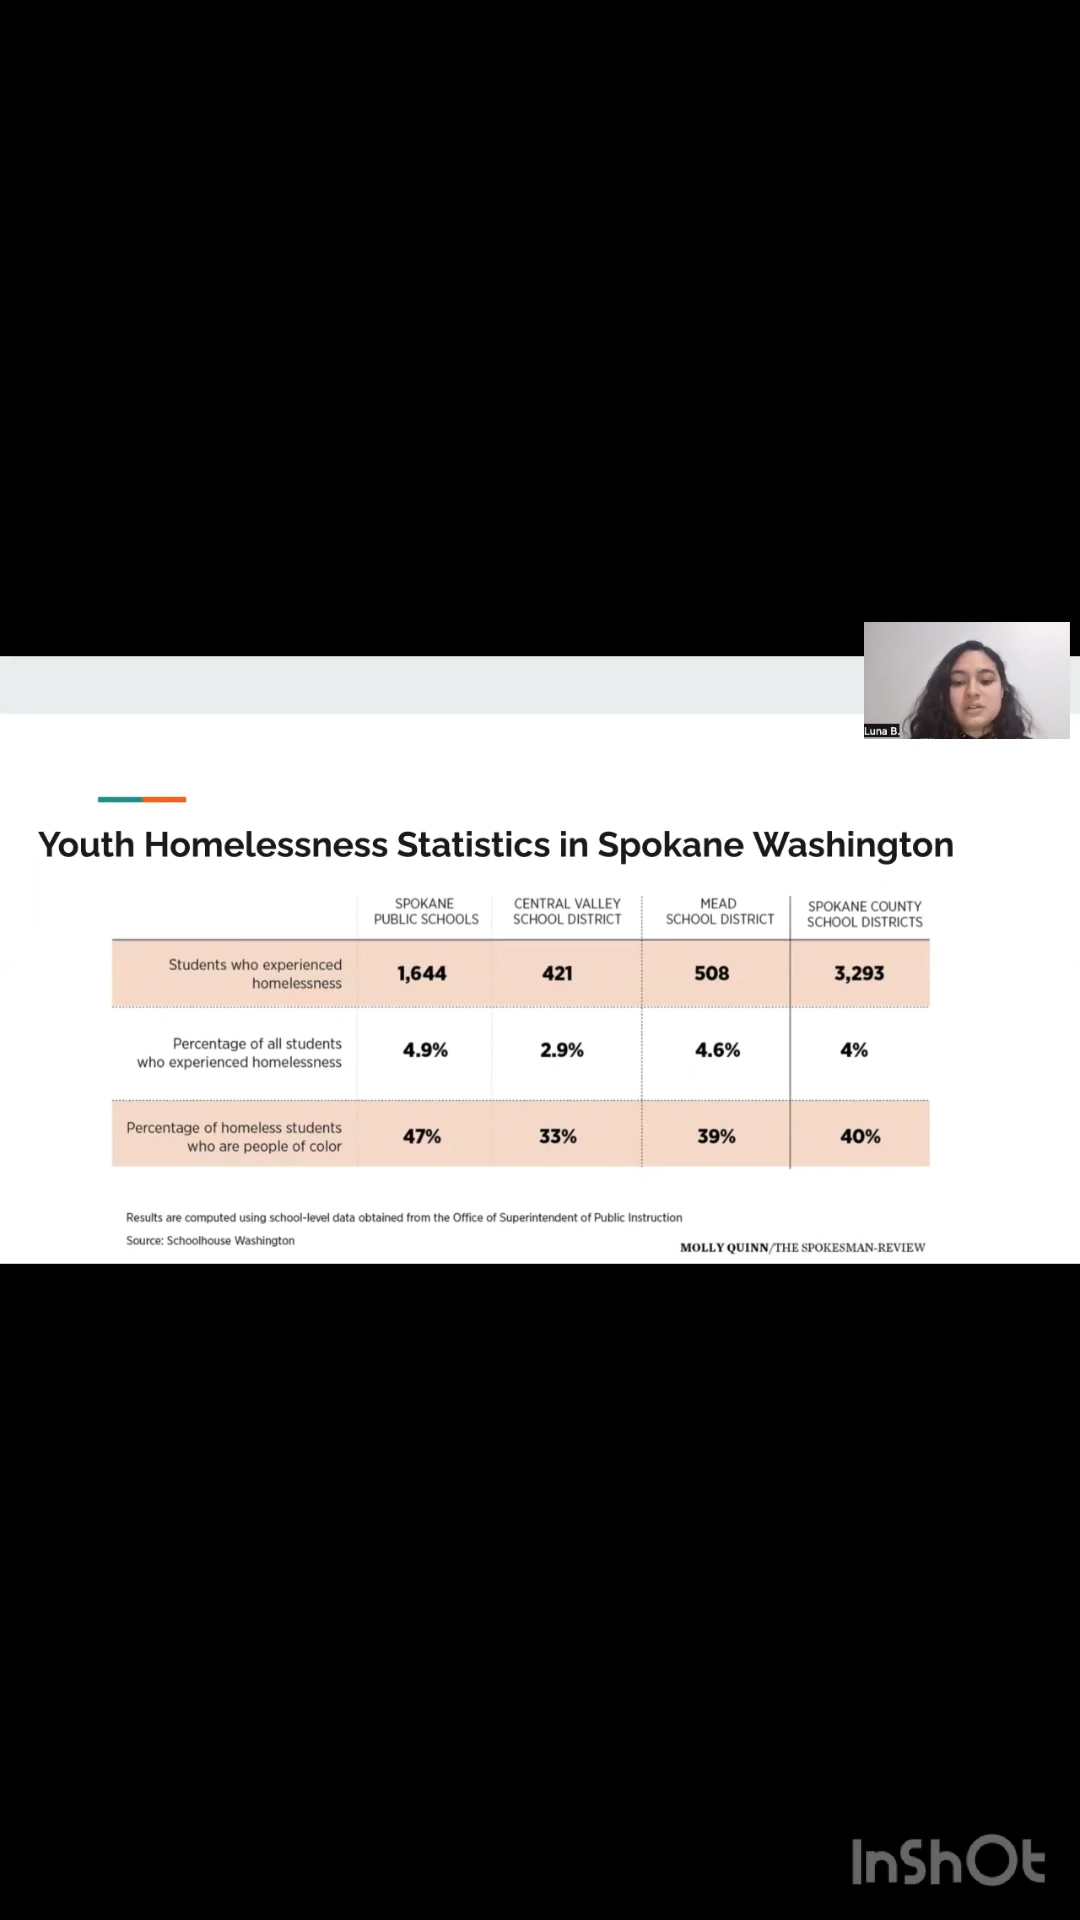 Luna B.
Youth Homelessness Statistics in Spokane Washington
SPOKANE
PUBLIC SCHOOLS
CENTRAL VALLEY
SCHOOL DISTRICT
MEAD
SCHOOL DISTRICT
SPOKANE COUNTY
SCHOOL DISTRICTS
Students who experienced
homelessness
1,644
421
508
3,293
Percentage of all students
who experienced homelessness
4.9%
2.9%
4.6%
4%
Percentage of homeless students
who are people of color
47%
33%
39%
40%
Results are computed using school-level data obtained from the Office of Superintendent of Public Instruction
Source: Schoolhouse Washington
MOLLY QUINN/THE SPOKESMAN-REVIEW
InShOt